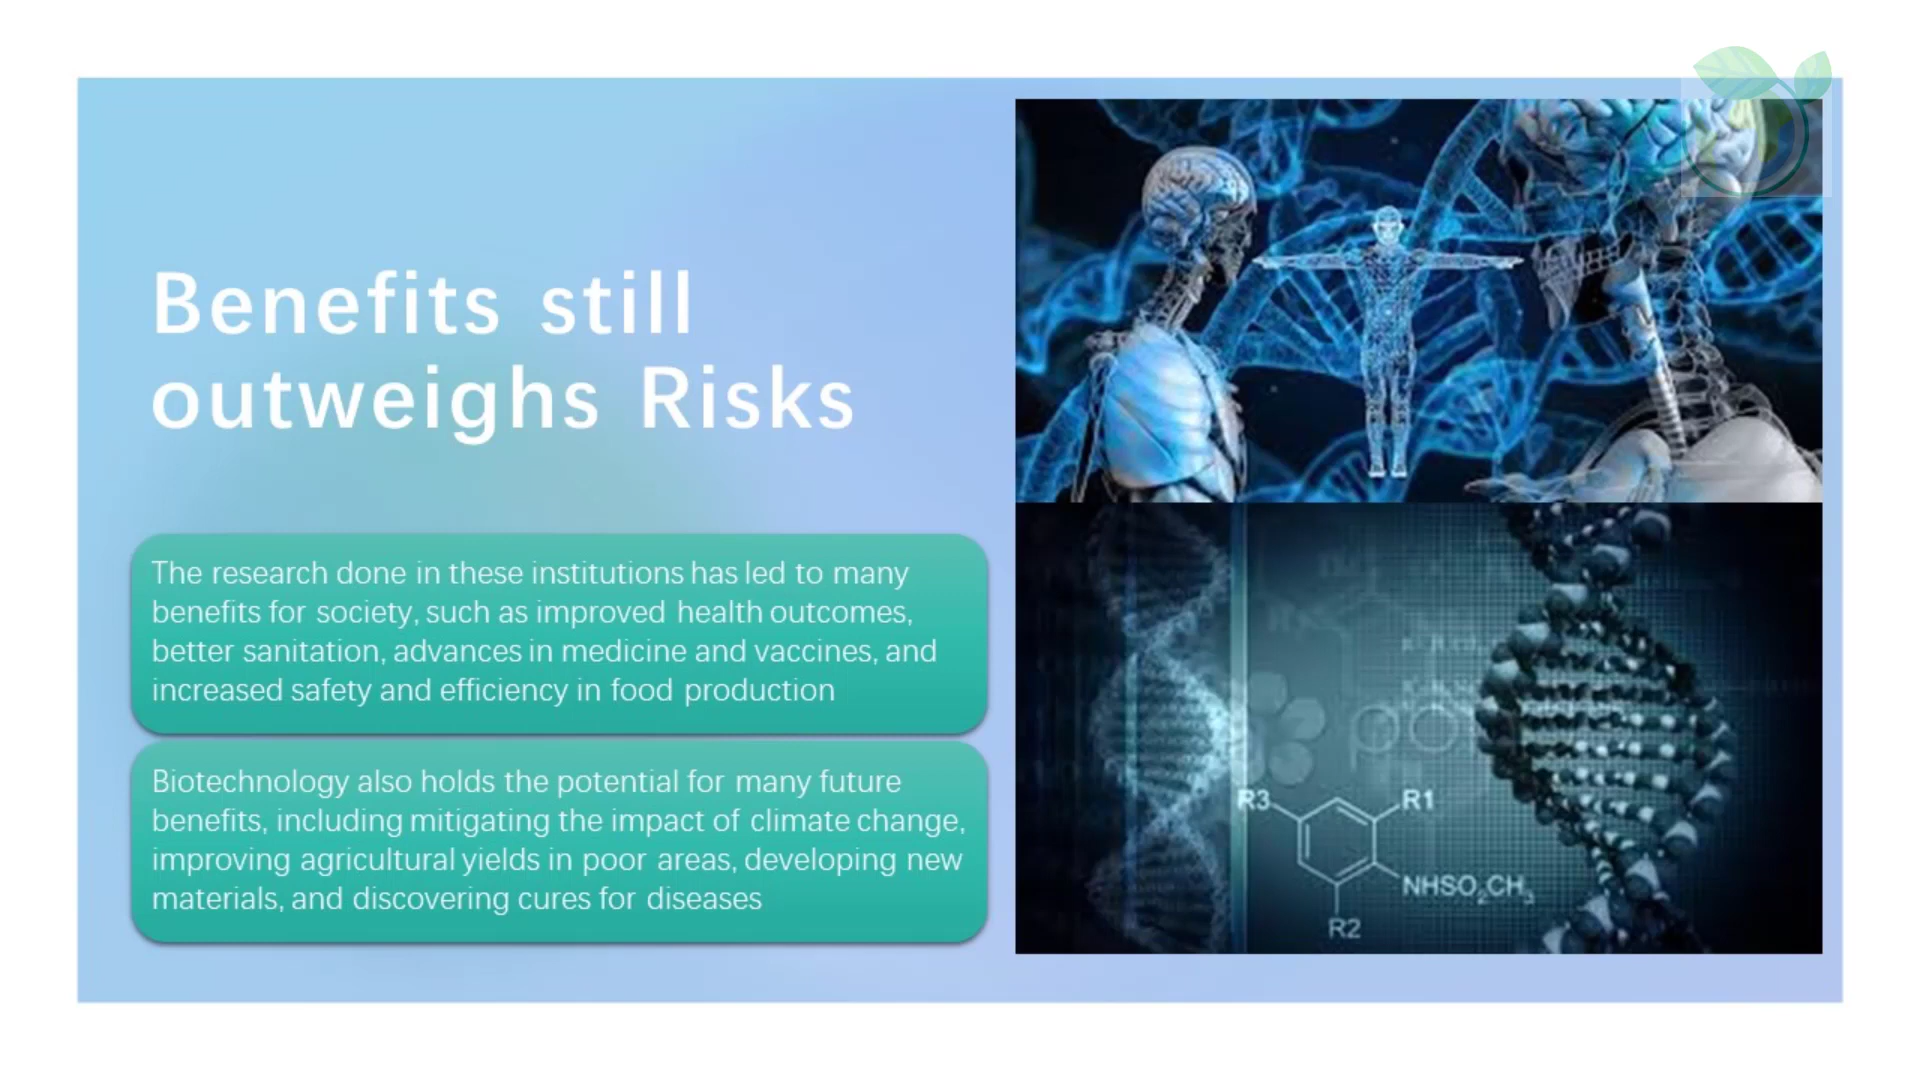 Benefits still
outweighs Risks
The research done in these institutions has led to many
benefits for society, such as improved health outcomes,
better sanitation, advances in medicine and vaccines, and
increased safety and efficiency in food production
Biotechnology also holds the potential for many future
benefits, including mitigating the impact of climate change,
improving agricultural yields in poor areas, developing new
materials, and discovering cures for diseases
R3
R1
NHSO2CH3
R2